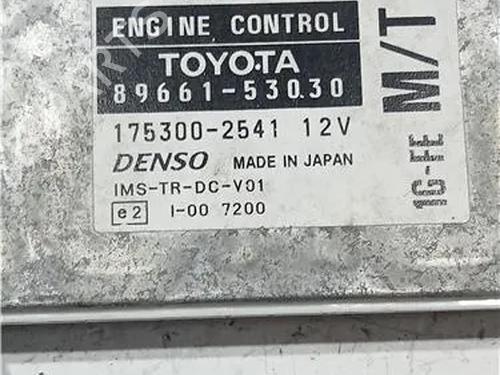 ENGINE CONTROL
TOYOTA
89661-53030
175300-2541 12V
DENSO MADE IN JAPAN
IMS-TR-DC-V01
e2 I-00 7200
M/T
1G-FE